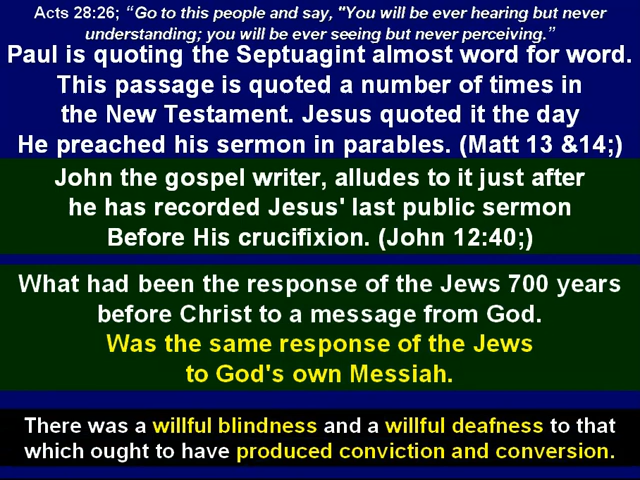 Acts 28:26; “Go to this people and say, "You will be ever hearing but never
understanding; you will be ever seeing but never perceiving.”
Paul is quoting the Septuagint almost word for word.
This passage is quoted a number of times in
the New Testament. Jesus quoted it the day
He preached his sermon in parables. (Matt 13 &14;)
John the gospel writer, alludes to it just after
he has recorded Jesus' last public sermon
Before His crucifixion. (John 12:40;)
What had been the response of the Jews 700 years
before Christ to a message from God.
Was the same response of the Jews
to God's own Messiah.
There was a willful blindness and a willful deafness to that
which ought to have produced conviction and conversion.